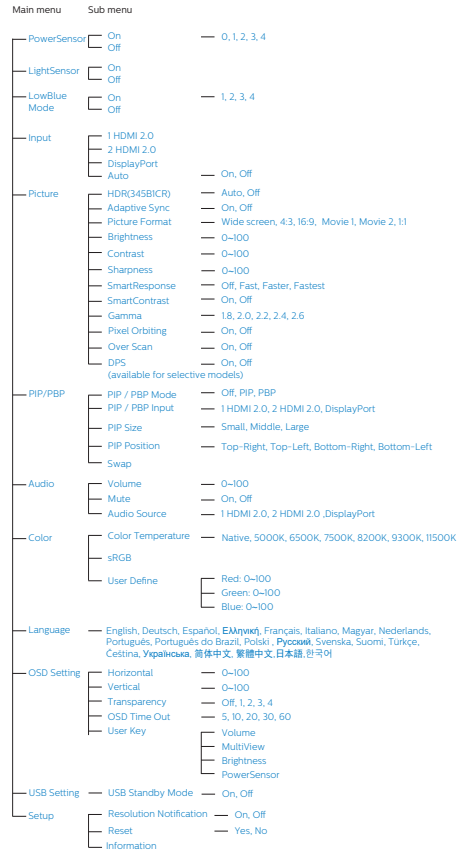 Main menu Sub menu
PowerSensor On 0, 1, 2, 3, 4
Off
LightSensor On
Off
LowBlue Mode On 1, 2, 3, 4
Off
Input 1 HDMI 2.0
2 HDMI 2.0
DisplayPort
Auto On, Off
Picture HDR(345B1CR) Auto, Off
Adaptive Sync On, Off
Picture Format Wide screen, 4:3, 16:9, Movie 1, Movie 2, 1:1
Brightness 0~100
Contrast 0~100
Sharpness 0~100
SmartResponse Off, Fast, Faster, Fastest
SmartContrast On, Off
Gamma 1.8, 2.0, 2.2, 2.4, 2.6
Pixel Orbiting On, Off
Over Scan On, Off
DPS On, Off
(available for selective models)
PIP/PBP PIP / PBP Mode Off, PIP, PBP
PIP / PBP Input 1 HDMI 2.0, 2 HDMI 2.0, DisplayPort
PIP Size Small, Middle, Large
PIP Position Top-Right, Top-Left, Bottom-Right, Bottom-Left
Swap
Audio Volume 0~100
Mute On, Off
Audio Source 1 HDMI 2.0, 2 HDMI 2.0 ,DisplayPort
Color Color Temperature Native, 5000K, 6500K, 7500K, 8200K, 9300K, 11500K
sRGB
User Define Red: 0~100
Green: 0~100
Blue: 0~100
Language English, Deutsch, Español, Ελληνική, Français, Italiano, Magyar, Nederlands,
Português, Português do Brazil, Polski , Русский, Svenska, Suomi, Türkçe,
Čeština, Українська, 简体中文, 繁體中文,日本語,한국어
OSD Setting Horizontal 0~100
Vertical 0~100
Transparency Off, 1, 2, 3, 4
OSD Time Out 5, 10, 20, 30, 60
User Key Volume
MultiView
Brightness
PowerSensor
USB Setting USB Standby Mode On, Off
Setup Resolution Notification On, Off
Reset Yes, No
Information